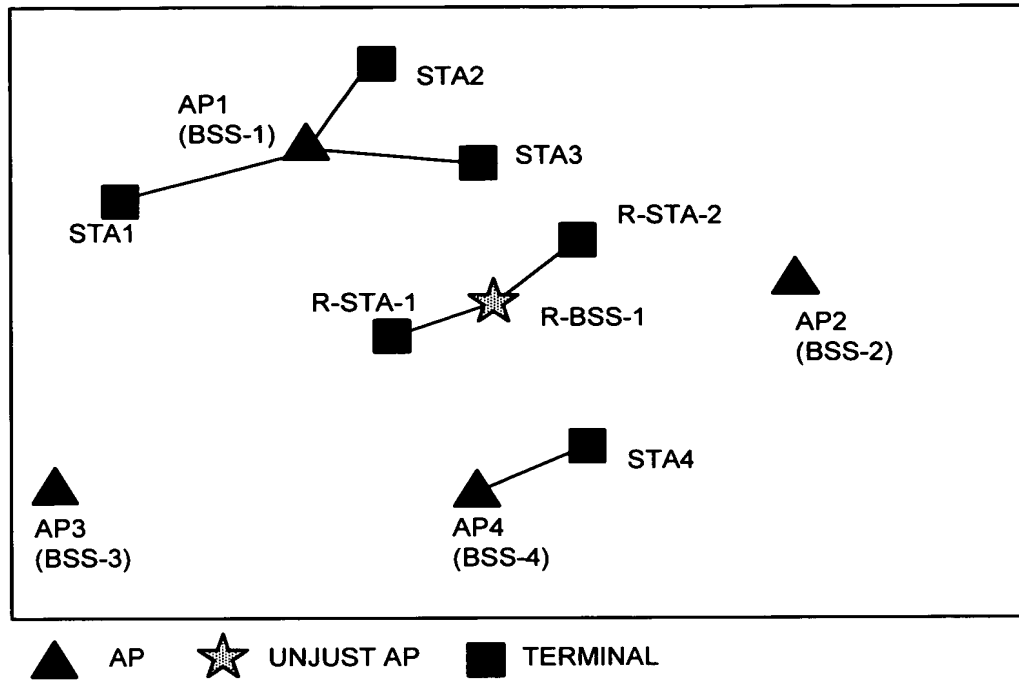 STA2
AP1
(BSS-1)
STA3
STA1
R-STA-2
R-STA-1
R-BSS-1
AP2
(BSS-2)
STA4
AP3
(BSS-3)
AP4
(BSS-4)
AP
UNJUST AP
TERMINAL